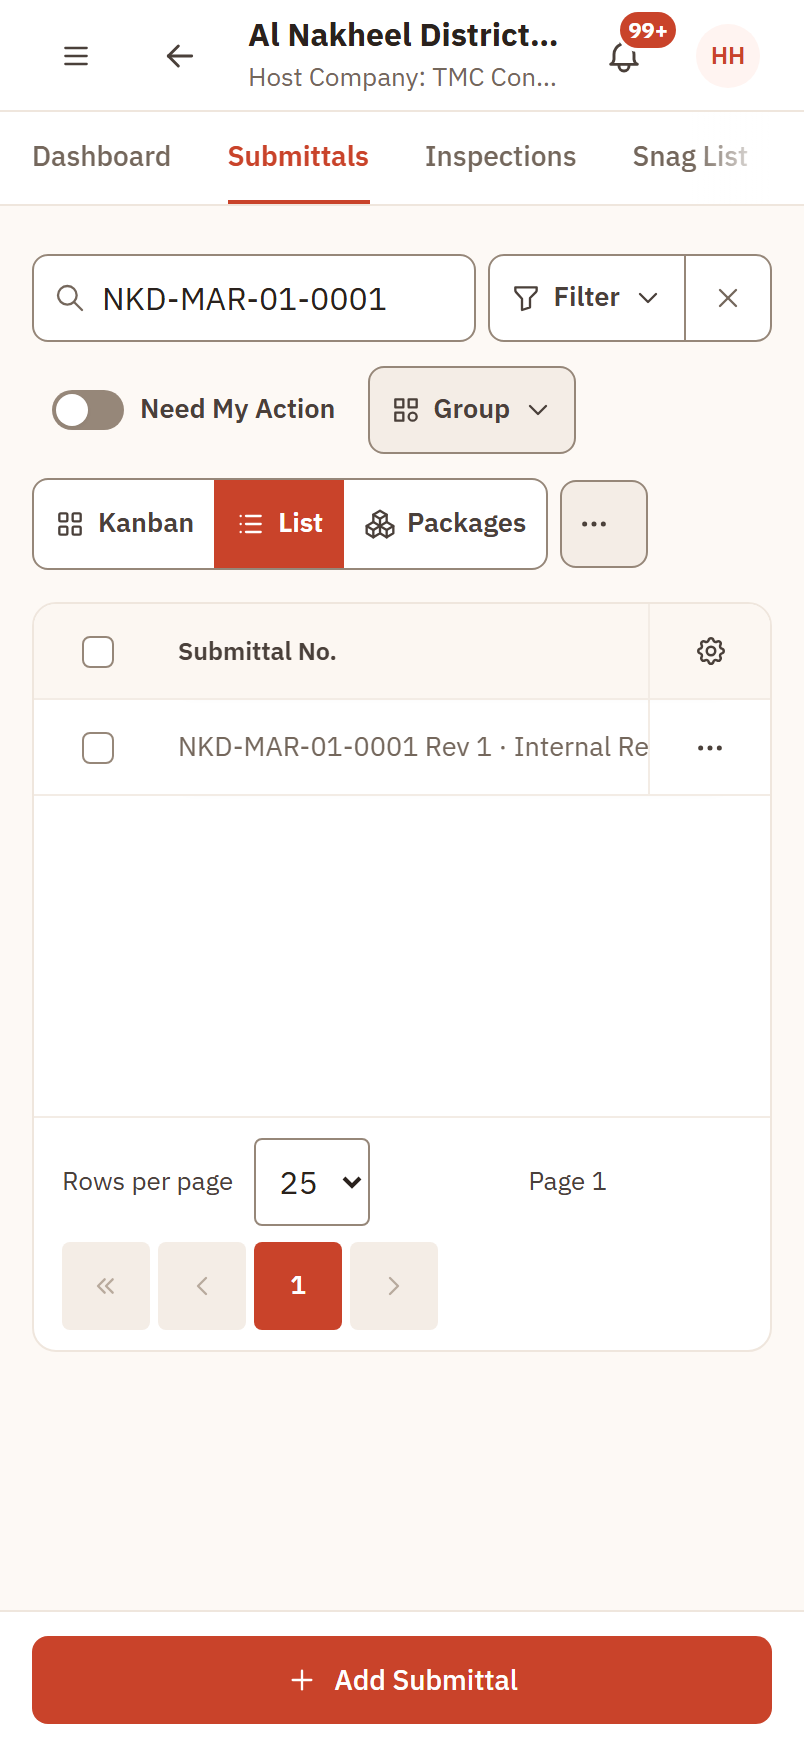 Al Nakheel District...
99+
HH
Host Company: TMC Con...
Dashboard
Submittals
Inspections
Snag List
NKD-MAR-01-0001
Filter
Need My Action
Group
Kanban
List
Packages
Submittal No.
NKD-MAR-01-0001 Rev 1 · Internal Re
Rows per page
25
Page 1
1
Add Submittal